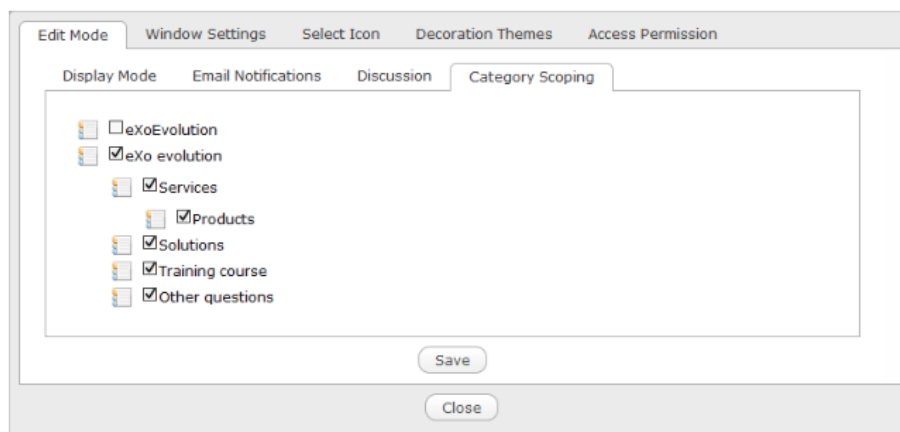 Edit Mode Window Settings Select Icon Decoration Themes Access Permission
Display Mode Email Notifications Discussion Category Scoping
eXoEvolution
eXo evolution
Services
Products
Solutions
Training course
Other questions
Save
Close